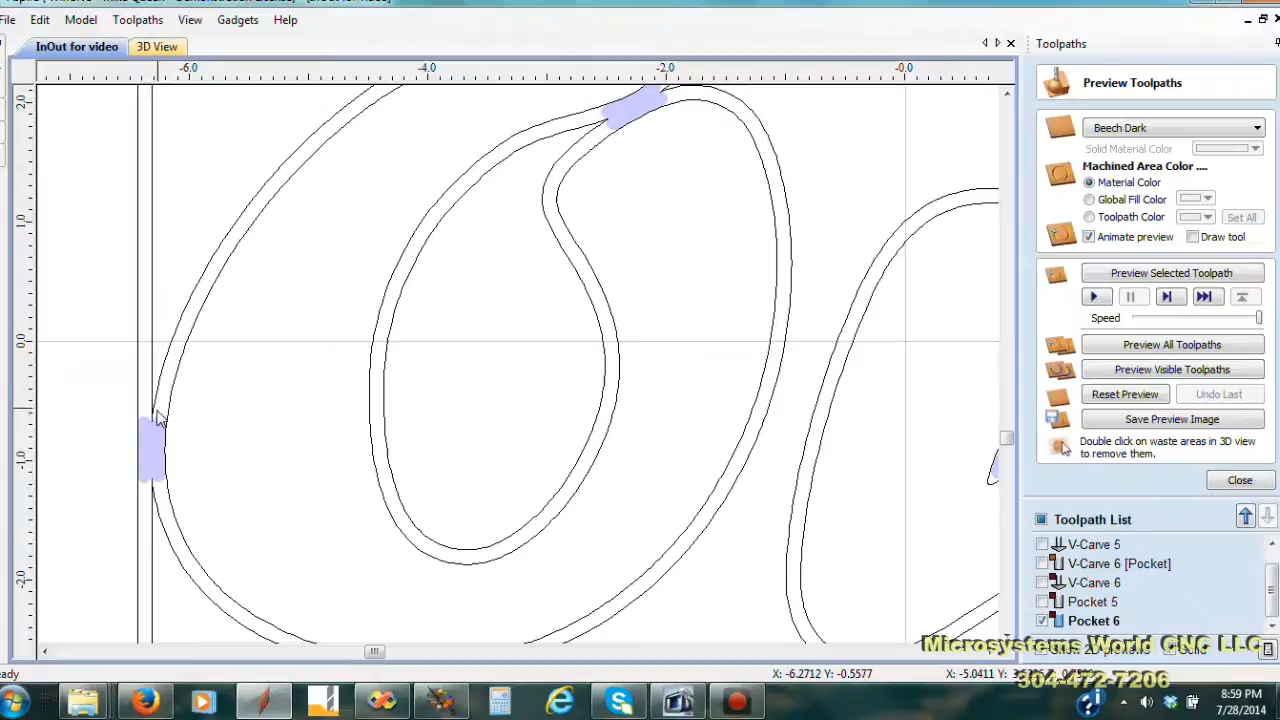 File Edit Model Toolpaths View Gadgets Help
InOut for video 3D View
Toolpaths
-6.0 -4.0 -2.0 -0.0
2.0
1.0
0.0
-1.0
-2.0
Preview Toolpaths
Beech Dark
Solid Material Color
Machined Area Color ....
Material Color
Global Fill Color
Toolpath Color Set All
Animate preview Draw tool
Preview Selected Toolpath
Speed
Preview All Toolpaths
Preview Visible Toolpaths
Reset Preview Undo Last
Save Preview Image
Double click on waste areas in 3D view
to remove them.
Close
Toolpath List
V-Carve 5
V-Carve 6 [Pocket]
V-Carve 6
Pocket 5
Pocket 6
Microsystems World CNC LLC
304-472-7206
eady X: -6.2712 Y: -0.5577 X: -5.0411
8:59 PM
7/28/2014